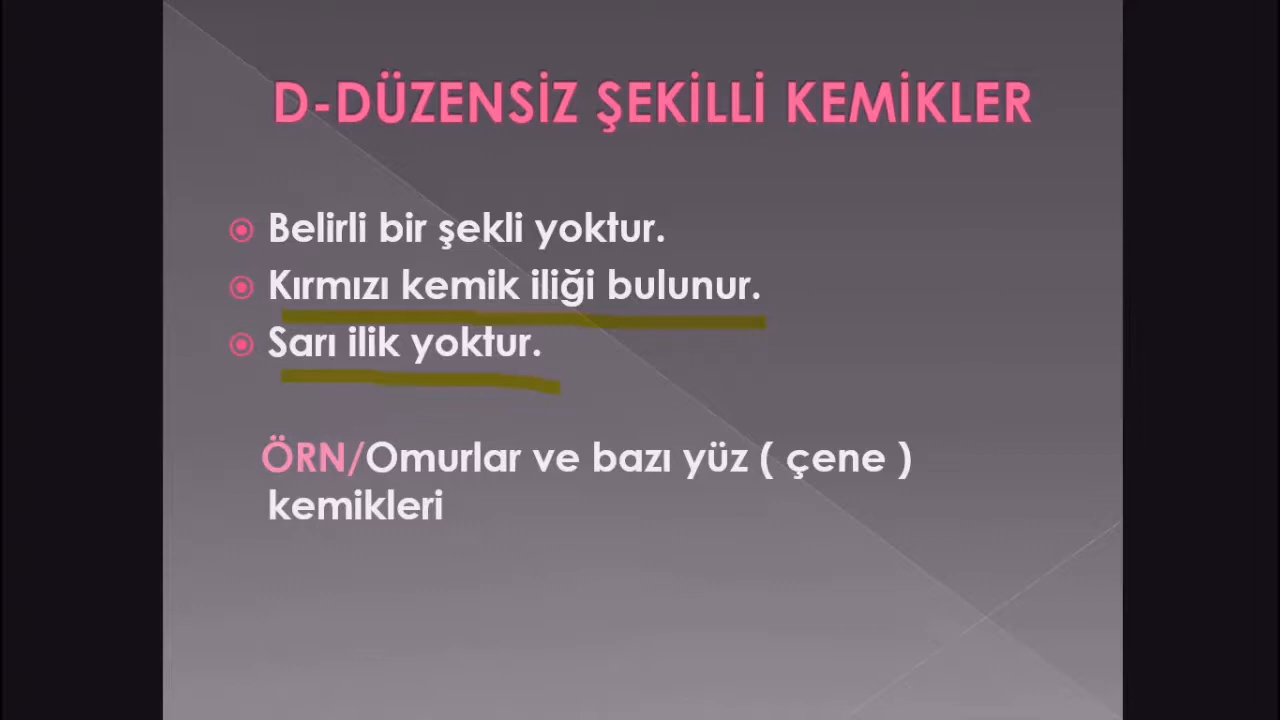 D-DÜZENSİZ ŞEKİLLİ KEMİKLER
Belirli bir şekli yoktur.
Kırmızı kemik iliği bulunur.
Sarı ilik yoktur.
ÖRN/Omurlar ve bazı yüz ( çene )
kemikleri